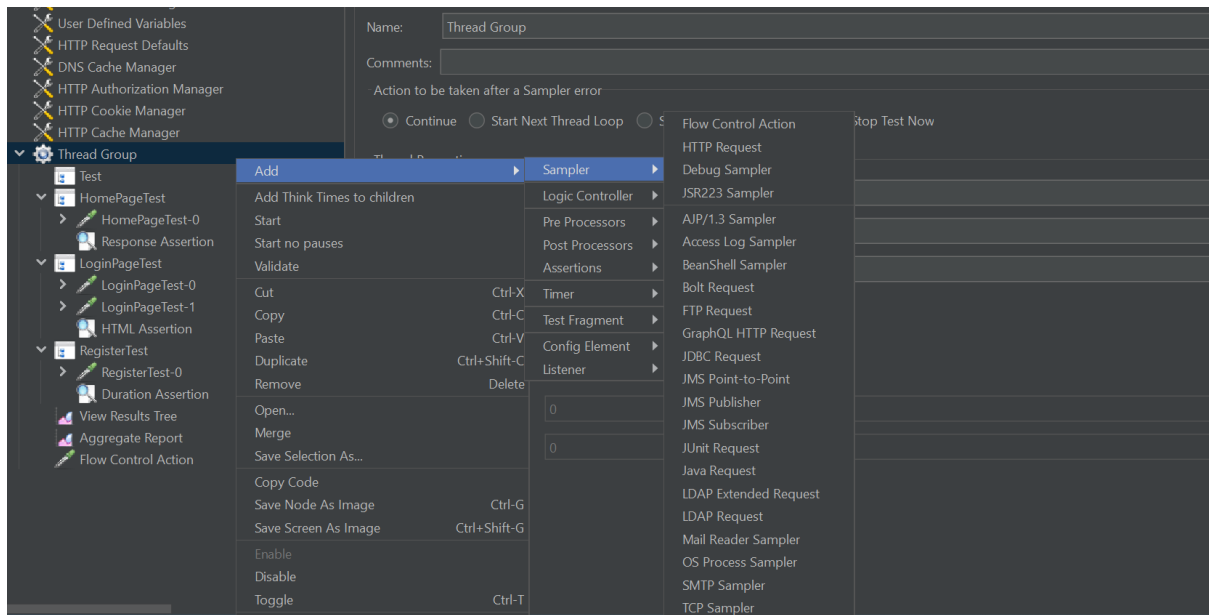 User Defined Variables
HTTP Request Defaults
DNS Cache Manager
HTTP Authorization Manager
HTTP Cookie Manager
HTTP Cache Manager
Thread Group
Test
HomePageTest
HomePageTest-0
Response Assertion
LoginPageTest
LoginPageTest-0
LoginPageTest-1
HTML Assertion
RegisterTest
RegisterTest-0
Duration Assertion
View Results Tree
Aggregate Report
Flow Control Action
Name: Thread Group
Comments:
Action to be taken after a Sampler error
Continue Start Next Thread Loop S Stop Test Now
Add
Add Think Times to children
Start
Start no pauses
Validate
Cut Ctrl-X
Copy Ctrl-C
Paste Ctrl-V
Duplicate Ctrl+Shift-C
Remove Delete
Open...
Merge
Save Selection As...
Copy Code
Save Node As Image Ctrl-G
Save Screen As Image Ctrl+Shift-G
Enable
Disable
Toggle Ctrl-T
Sampler
Logic Controller
Pre Processors
Post Processors
Assertions
Timer
Test Fragment
Config Element
Listener
0
0
Flow Control Action
HTTP Request
Debug Sampler
JSR223 Sampler
AJP/1.3 Sampler
Access Log Sampler
BeanShell Sampler
Bolt Request
FTP Request
GraphQL HTTP Request
JDBC Request
JMS Point-to-Point
JMS Publisher
JMS Subscriber
JUnit Request
Java Request
LDAP Extended Request
LDAP Request
Mail Reader Sampler
OS Process Sampler
SMTP Sampler
TCP Sampler